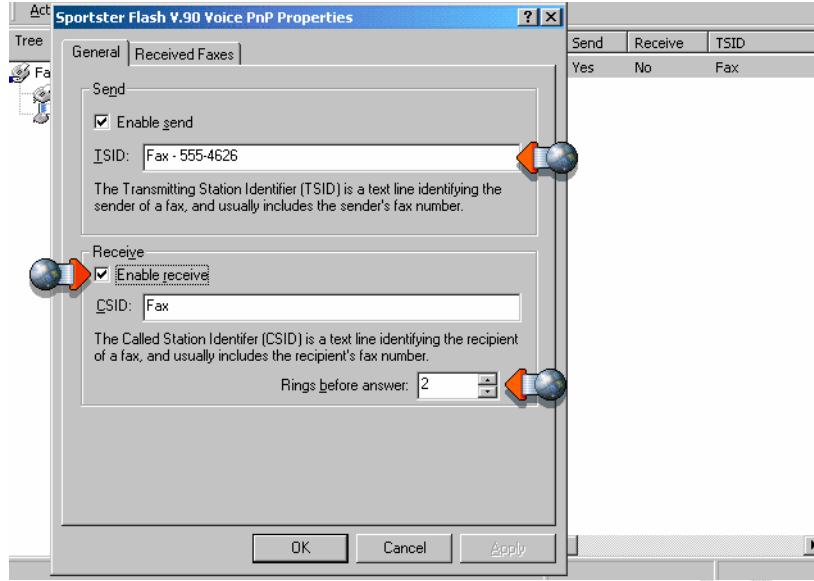 Act
Sportster Flash V.90 Voice PnP Properties
Tree
Send Receive TSID
Fa
Yes No Fax
General Received Faxes
Send
Enable send
TSID: Fax - 555-4626
The Transmitting Station Identifier (TSID) is a text line identifying the
sender of a fax, and usually includes the sender's fax number.
Receive
Enable receive
CSID: Fax
The Called Station Identifer (CSID) is a text line identifying the recipient
of a fax, and usually includes the recipient's fax number.
Rings before answer: 2
OK Cancel Apply